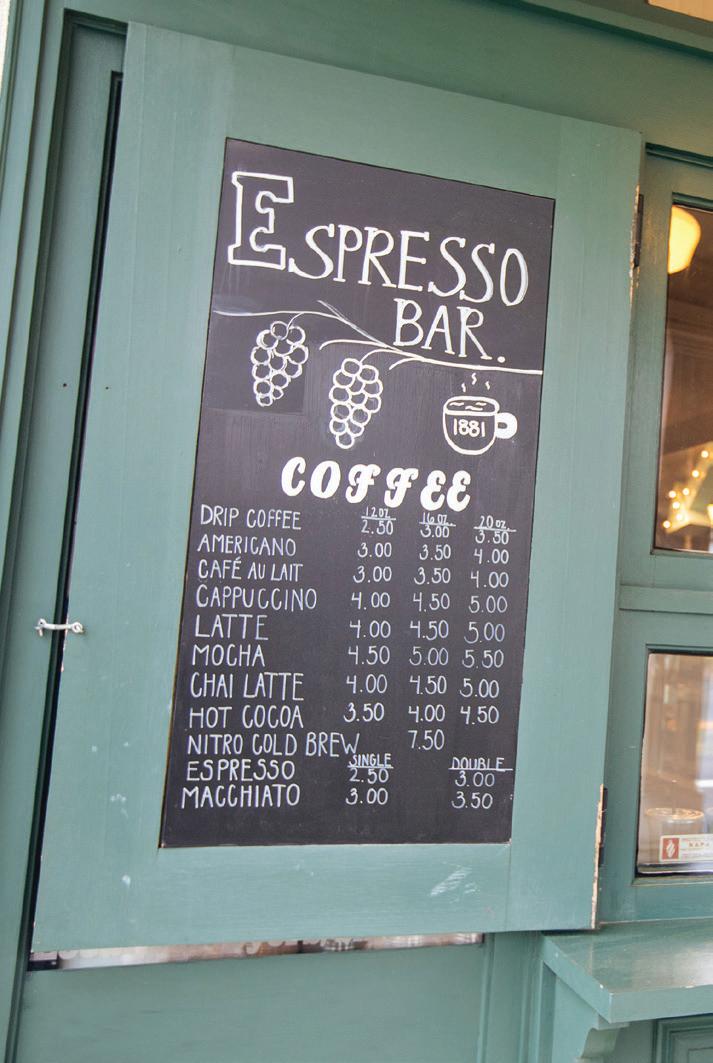 ESPRESSO
BAR.
1881
COFFEE
12 OZ. 16 OZ. 20 OZ.
DRIP COFFEE 2.50 3.00 3.50
AMERICANO 3.00 3.50 4.00
CAFÉ AU LAIT 3.00 3.50 4.00
CAPPUCCINO 4.00 4.50 5.00
LATTE 4.00 4.50 5.00
MOCHA 4.50 5.00 5.50
CHAI LATTE 4.00 4.50 5.00
HOT COCOA 3.50 4.00 4.50
NITRO COLD BREW 7.50
SINGLE DOUBLE
ESPRESSO 2.50 3.00
MACCHIATO 3.00 3.50